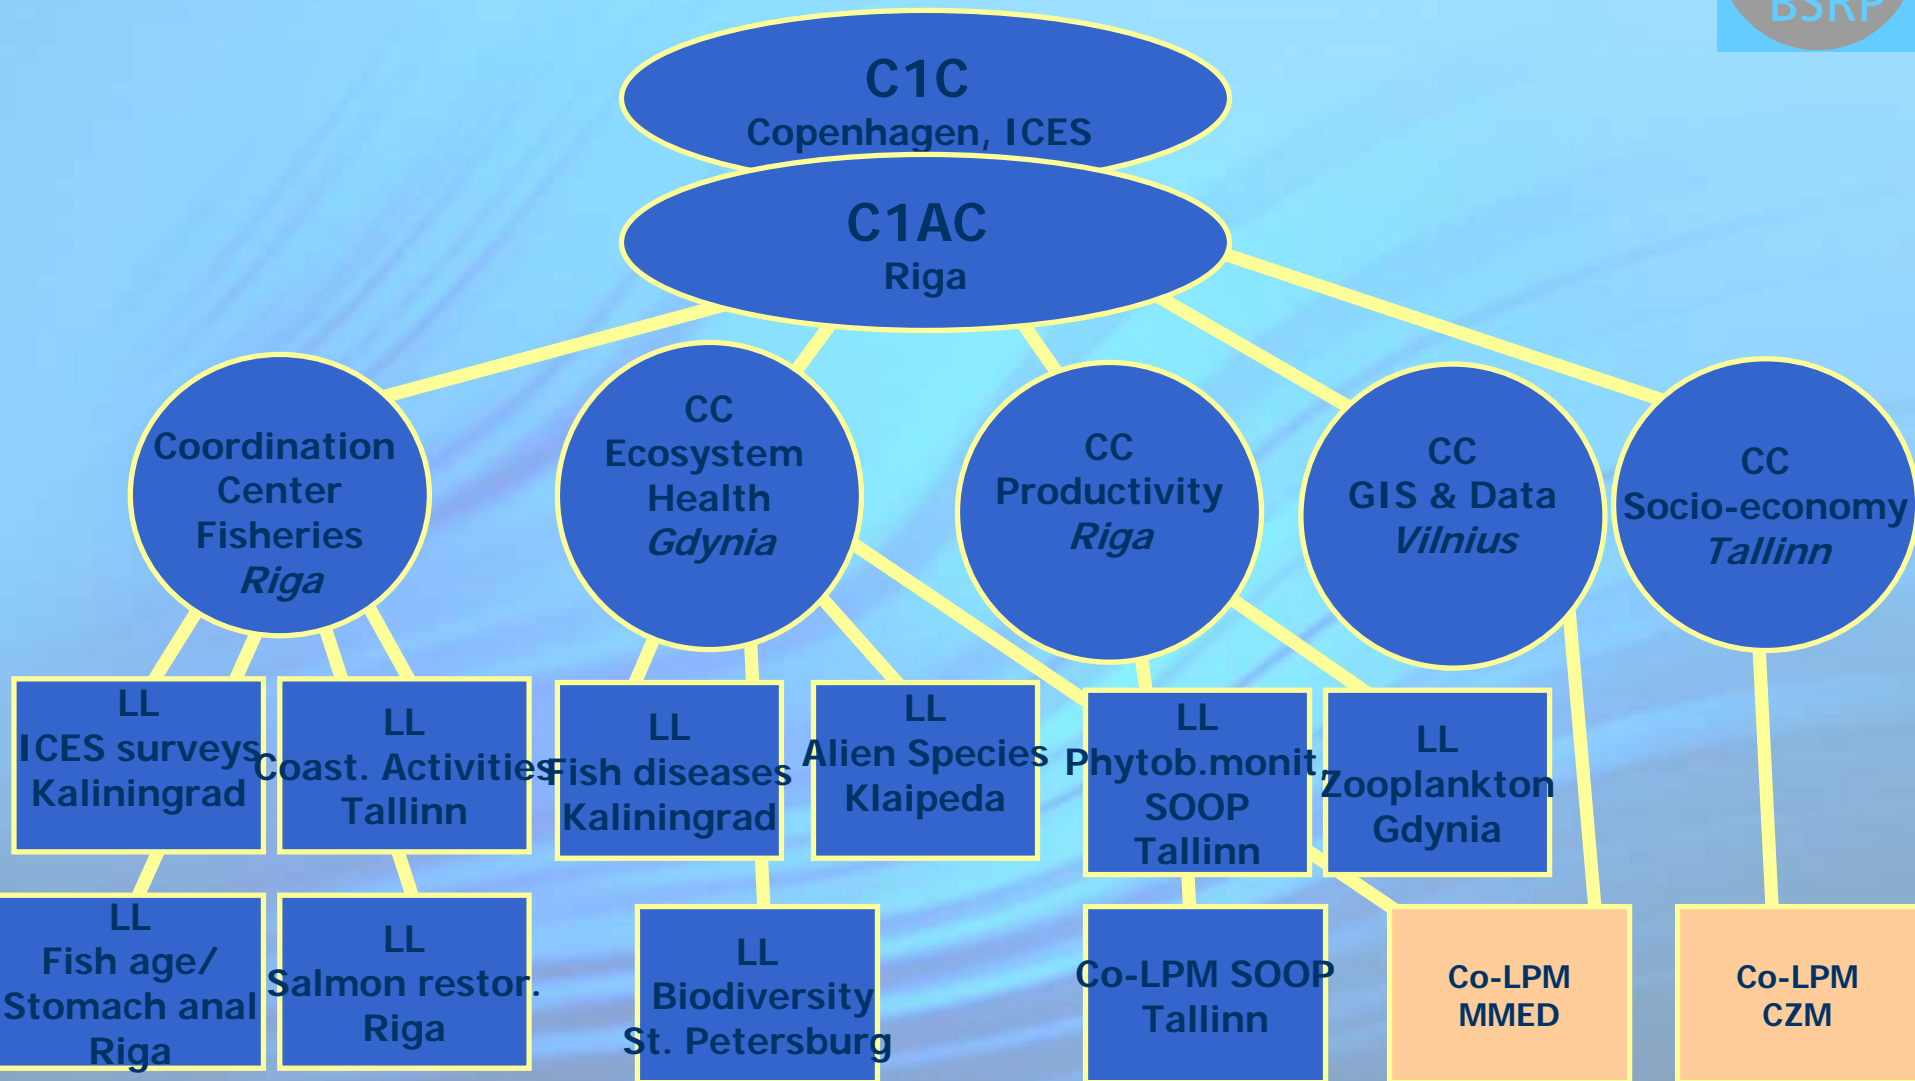 BSRP
C1C
Copenhagen, ICES
C1AC
Riga
Coordination
Center
Fisheries
Riga
CC
Ecosystem
Health
Gdynia
CC
Productivity
Riga
CC
GIS & Data
Vilnius
CC
Socio-economy
Tallinn
LL
ICES surveys
Kaliningrad
LL
Coast. Activities
Tallinn
LL
Fish diseases
Kaliningrad
LL
Alien Species
Klaipeda
LL
Phytob.monit,
SOOP
Tallinn
LL
Zooplankton
Gdynia
LL
Fish age/
Stomach anal
Riga
LL
Salmon restor.
Riga
LL
Biodiversity
St. Petersburg
Co-LPM SOOP
Tallinn
Co-LPM
MMED
Co-LPM
CZM